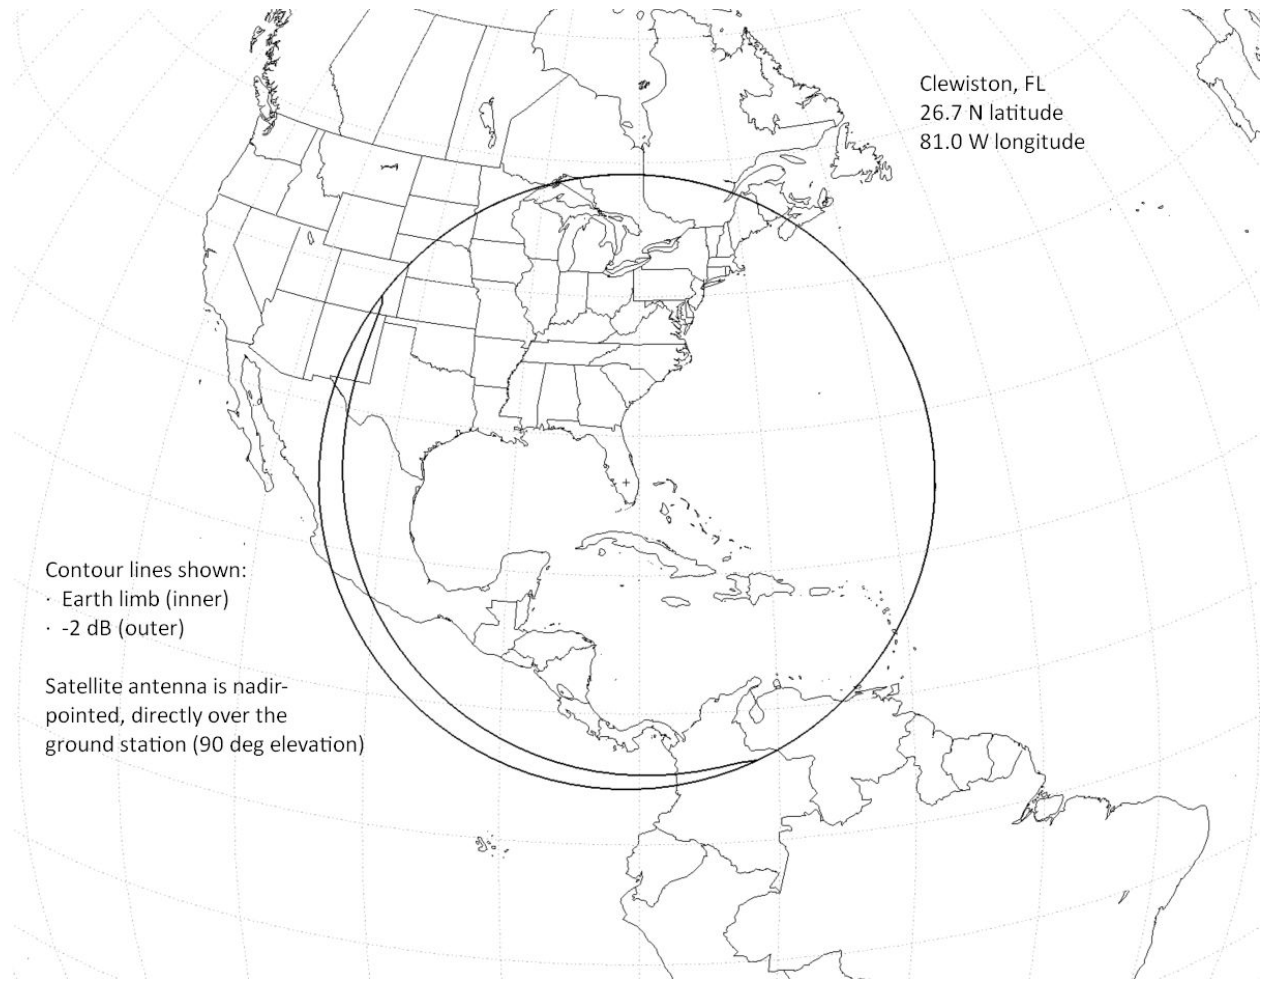 Clewiston, FL
26.7 N latitude
81.0 W longitude
Contour lines shown:
· Earth limb (inner)
· -2 dB (outer)
Satellite antenna is nadir-
pointed, directly over the
ground station (90 deg elevation)